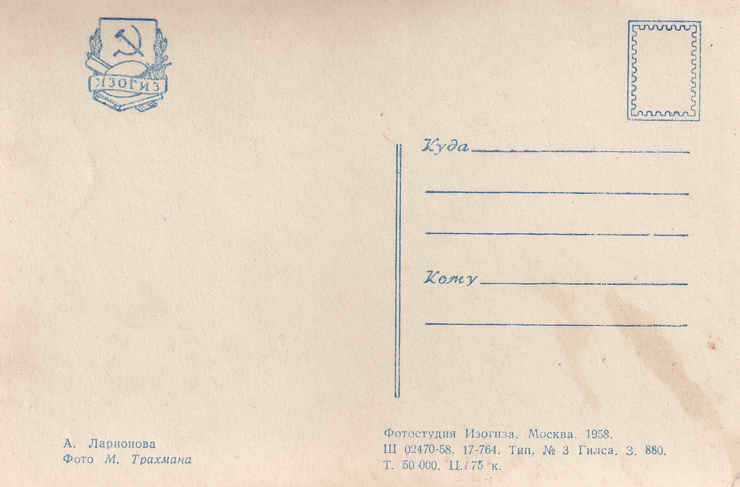 ИЗОГИЗ
Куда
Кому
А. Ларионова
Фото М. Трахмана
Фотостудия Изогиза. Москва. 1958.
Ш 02470-58. 17-764. Тип. № 3 Гилса. З. 880.
Т. 50 000. Ц. 75 к.